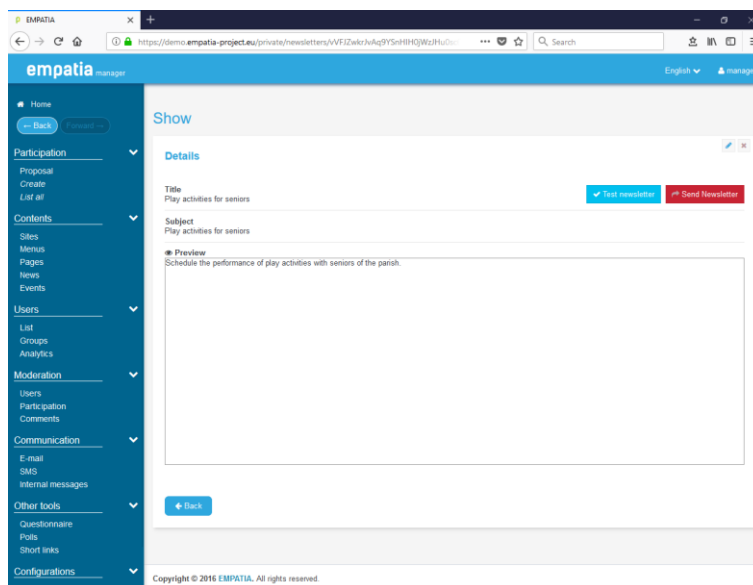 EMPATIA
https://demo.empatia-project.eu/private/newsletters/
Search
empatia manager
English
manage
Home
Back
Forward
Participation
Proposal
Create
List all
Contents
Sites
Menus
Pages
News
Events
Users
List
Groups
Analytics
Moderation
Users
Participation
Comments
Communication
E-mail
SMS
Internal messages
Other tools
Questionnaire
Polls
Short links
Configurations
Show
Details
Title
Play activities for seniors
Test newsletter
Send Newsletter
Subject
Play activities for seniors
Preview
Schedule the performance of play activities with seniors of the parish.
Back
Copyright © 2016 EMPATIA. All rights reserved.